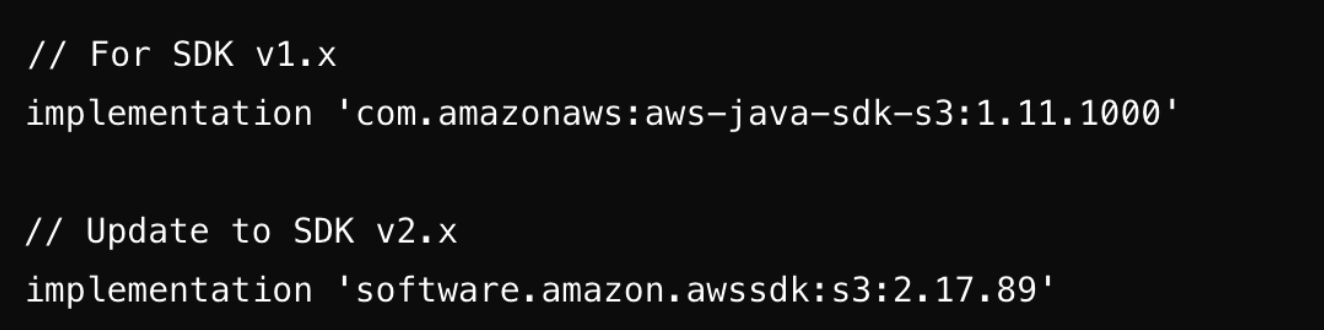 // For SDK v1.x
implementation 'com.amazonaws:aws-java-sdk-s3:1.11.1000'
// Update to SDK v2.x
implementation 'software.amazon.awssdk:s3:2.17.89'